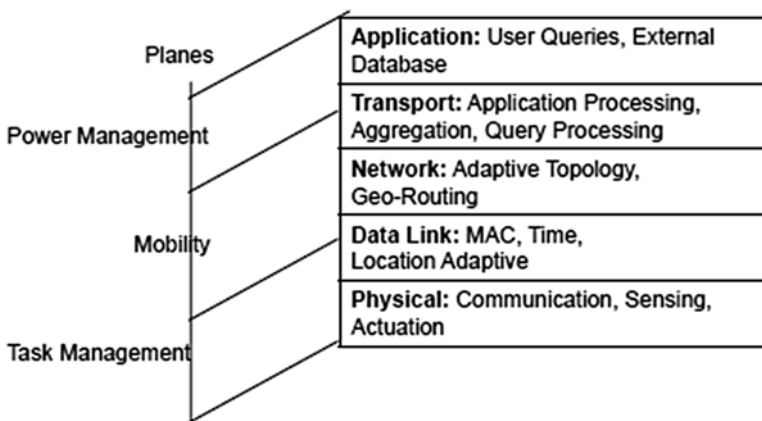 Planes
Power Management
Mobility
Task Management
Application: User Queries, External
Database
Transport: Application Processing,
Aggregation, Query Processing
Network: Adaptive Topology,
Geo-Routing
Data Link: MAC, Time,
Location Adaptive
Physical: Communication, Sensing,
Actuation